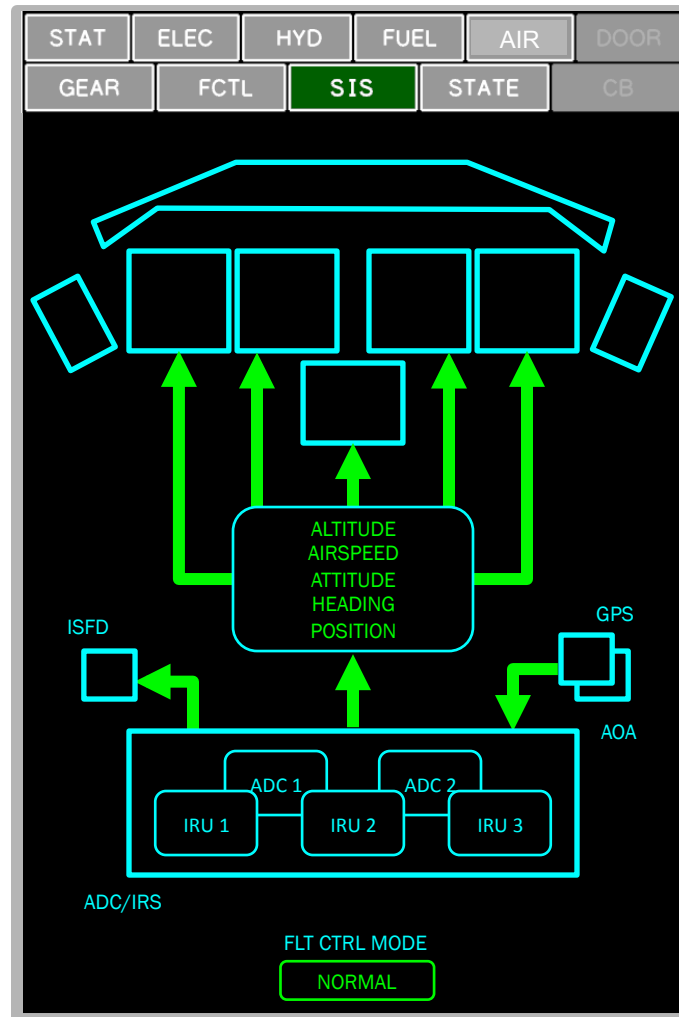 STAT ELEC HYD FUEL AIR DOOR
GEAR FCTL SIS STATE CB
ALTITUDE
AIRSPEED
ATTITUDE
HEADING
POSITION
ISFD
GPS
AOA
ADC 1 ADC 2
IRU 1 IRU 2 IRU 3
ADC/IRS
FLT CTRL MODE
NORMAL